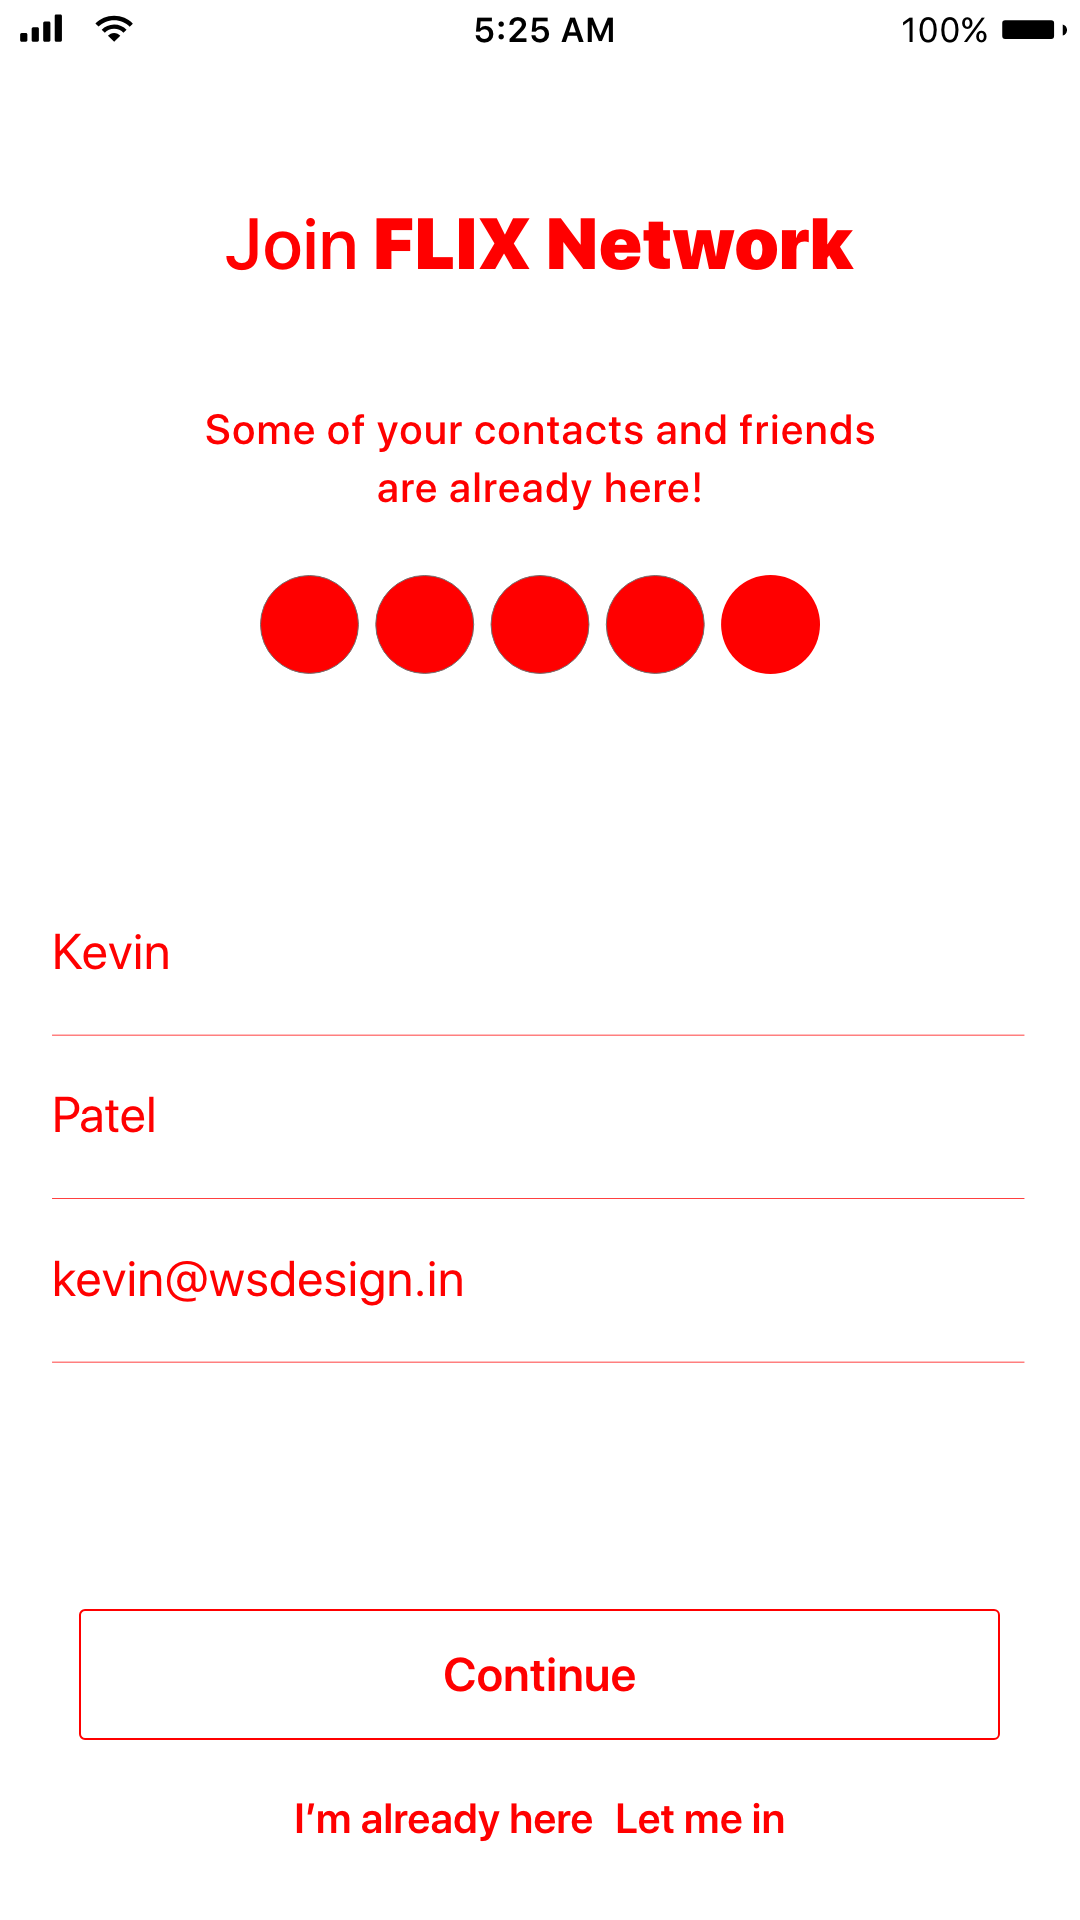 5:25 AM 100%
Join FLIX Network
Some of your contacts and friends
are already here!
Kevin
Patel
kevin@wsdesign.in
Continue
I’m already here Let me in